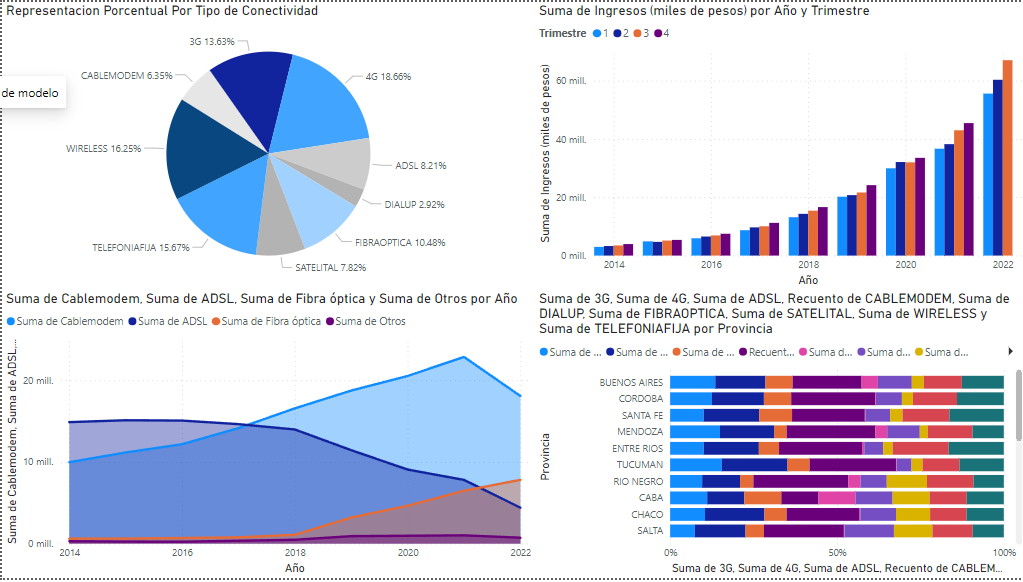 Representacion Porcentual Por Tipo de Conectividad
3G 13.63%
4G 18.66%
CABLEMODEM 6.35%
de modelo
WIRELESS 16.25%
ADSL 8.21%
DIALUP 2.92%
FIBRAOPTICA 10.48%
TELEFONIAFIJA 15.67%
SATELITAL 7.82%
Suma de Ingresos (miles de pesos) por Año y Trimestre
Trimestre 1 2 3 4
Suma de Ingresos (miles de pesos)
60 mill.
40 mill.
20 mill.
0 mill.
2014 2016 2018 2020 2022
Año
Suma de Cablemodem, Suma de ADSL, Suma de Fibra óptica y Suma de Otros por Año
Suma de Cablemodem Suma de ADSL Suma de Fibra óptica Suma de Otros
Suma de Cablemodem, Suma de ADSL,...
20 mill.
10 mill.
0 mill.
2014 2016 2018 2020 2022
Año
Suma de 3G, Suma de 4G, Suma de ADSL, Recuento de CABLEMODEM, Suma de
DIALUP, Suma de FIBRAOPTICA, Suma de SATELITAL, Suma de WIRELESS y
Suma de TELEFONIAFIJA por Provincia
Suma de ... Suma de ... Suma de ... Recuent... Suma d... Suma d... Suma d...
Provincia
BUENOS AIRES
CORDOBA
SANTA FE
MENDOZA
ENTRE RIOS
TUCUMAN
RIO NEGRO
CABA
CHACO
SALTA
0% 50% 100%
Suma de 3G, Suma de 4G, Suma de ADSL, Recuento de CABLEM...